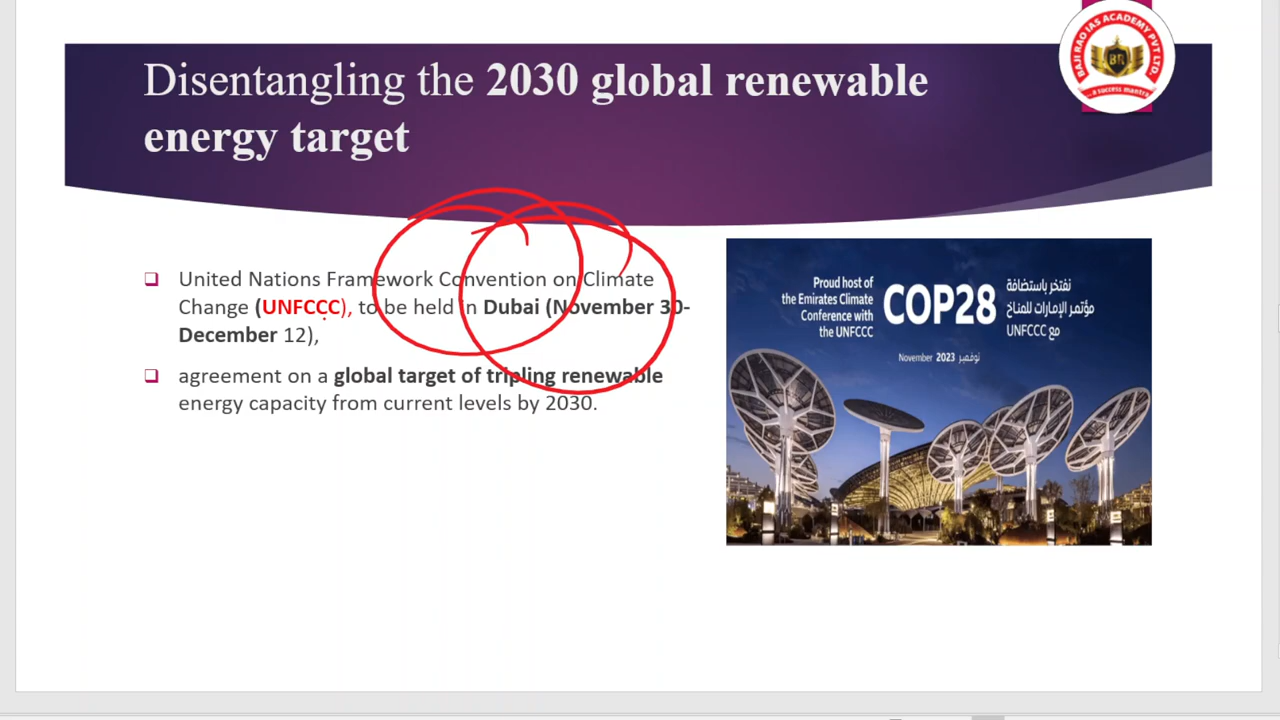 BAJI RAO IAS ACADEMY PVT LTD.
BR
...a success mantra
Disentangling the 2030 global renewable
energy target
United Nations Framework Convention on Climate
Change (UNFCCC), to be held in Dubai (November 30-
December 12),
agreement on a global target of tripling renewable
energy capacity from current levels by 2030.
Proud host of
the Emirates Climate
Conference with
the UNFCCC
COP28
نفتخر باستضافة
مؤتمر الإمارات للمناخ
مع UNFCCC
November 2023 نوفمبر